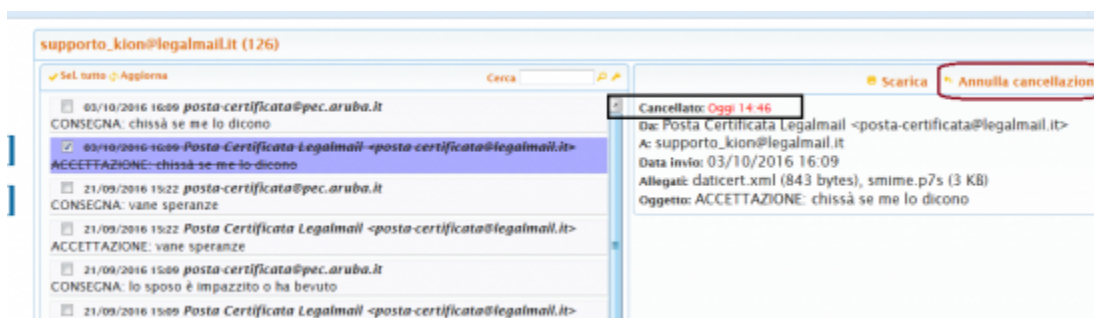 supporto_kion@legalmail.it (126)
Sel. tutto Aggiorna Cerca
03/10/2016 16:09 posta-certificata@pec.aruba.it
CONSEGNA: chissà se me lo dicono
03/10/2016 16:09 Posta Certificata Legalmail <posta-certificata@legalmail.it>
ACCETTAZIONE: chissà se me lo dicono
21/09/2016 15:22 posta-certificata@pec.aruba.it
CONSEGNA: vane speranze
21/09/2016 15:22 Posta Certificata Legalmail <posta-certificata@legalmail.it>
ACCETTAZIONE: vane speranze
21/09/2016 15:09 posta-certificata@pec.aruba.it
CONSEGNA: lo sposo è impazzito o ha bevuto
21/09/2016 15:09 Posta Certificata Legalmail <posta-certificata@legalmail.it>
Scarica Annulla cancellazion
Cancellato: Oggi 14:46
Da: Posta Certificata Legalmail <posta-certificata@legalmail.it>
A: supporto_kion@legalmail.it
Data invio: 03/10/2016 16:09
Allegati: daticert.xml (843 bytes), smime.p7s (3 KB)
Oggetto: ACCETTAZIONE: chissà se me lo dicono